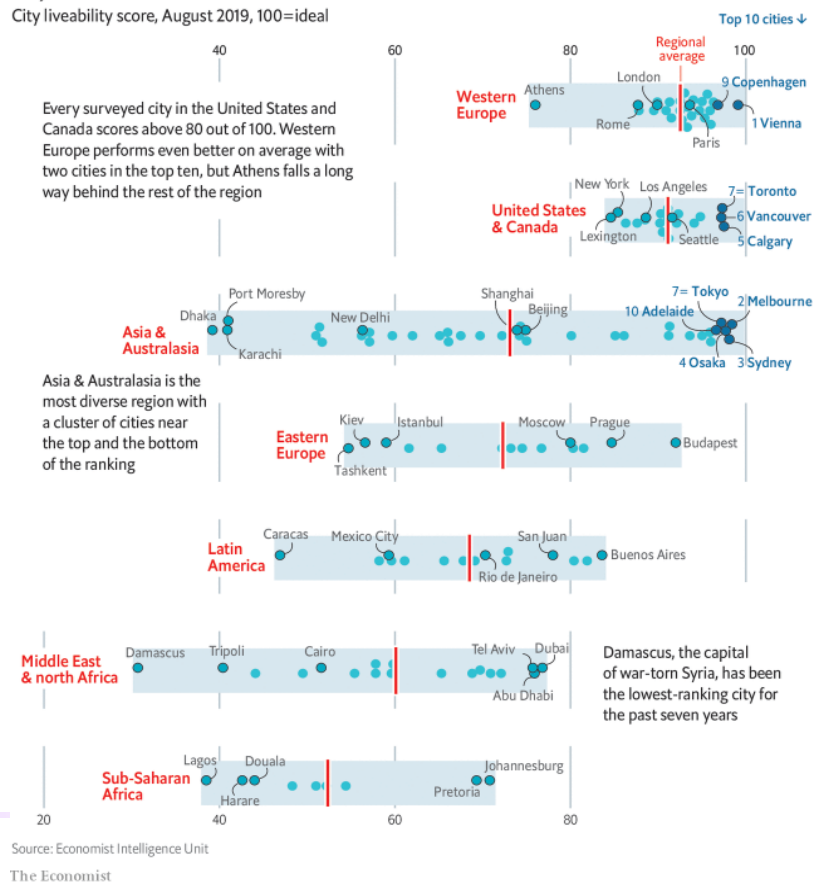 City liveability score, August 2019, 100=ideal
Top 10 cities ↓
40
60
80
100
Regional
average
Western
Europe
Athens
London
Rome
Paris
9 Copenhagen
1 Vienna
Every surveyed city in the United States and
Canada scores above 80 out of 100. Western
Europe performs even better on average with
two cities in the top ten, but Athens falls a long
way behind the rest of the region
United States
& Canada
New York
Los Angeles
Lexington
Seattle
7= Toronto
6 Vancouver
5 Calgary
Asia &
Australasia
Dhaka
Port Moresby
Karachi
New Delhi
Shanghai
Beijing
7= Tokyo
10 Adelaide
2 Melbourne
4 Osaka
3 Sydney
Asia & Australasia is the
most diverse region with
a cluster of cities near
the top and the bottom
of the ranking
Eastern
Europe
Kiev
Istanbul
Tashkent
Moscow
Prague
Budapest
Latin
America
Caracas
Mexico City
Rio de Janeiro
San Juan
Buenos Aires
Middle East
& north Africa
Damascus
Tripoli
Cairo
Tel Aviv
Dubai
Abu Dhabi
Damascus, the capital
of war-torn Syria, has been
the lowest-ranking city for
the past seven years
Sub-Saharan
Africa
Lagos
Douala
Harare
Johannesburg
Pretoria
20
40
60
80
Source: Economist Intelligence Unit
The Economist